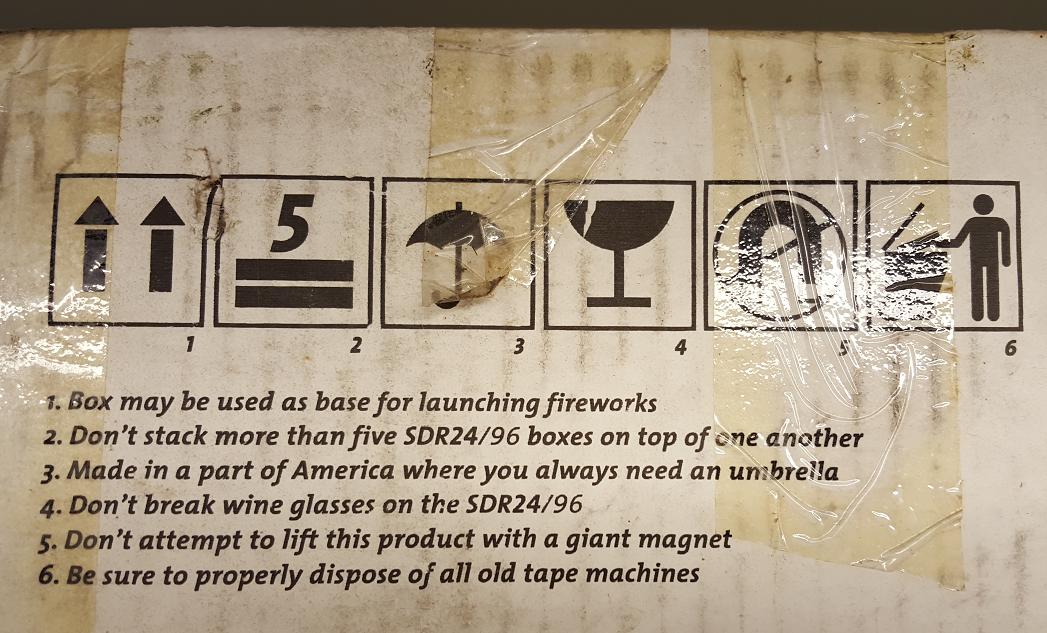 5
1 2 3 4 5 6
1. Box may be used as base for launching fireworks
2. Don't stack more than five SDR24/96 boxes on top of one another
3. Made in a part of America where you always need an umbrella
4. Don't break wine glasses on the SDR24/96
5. Don't attempt to lift this product with a giant magnet
6. Be sure to properly dispose of all old tape machines